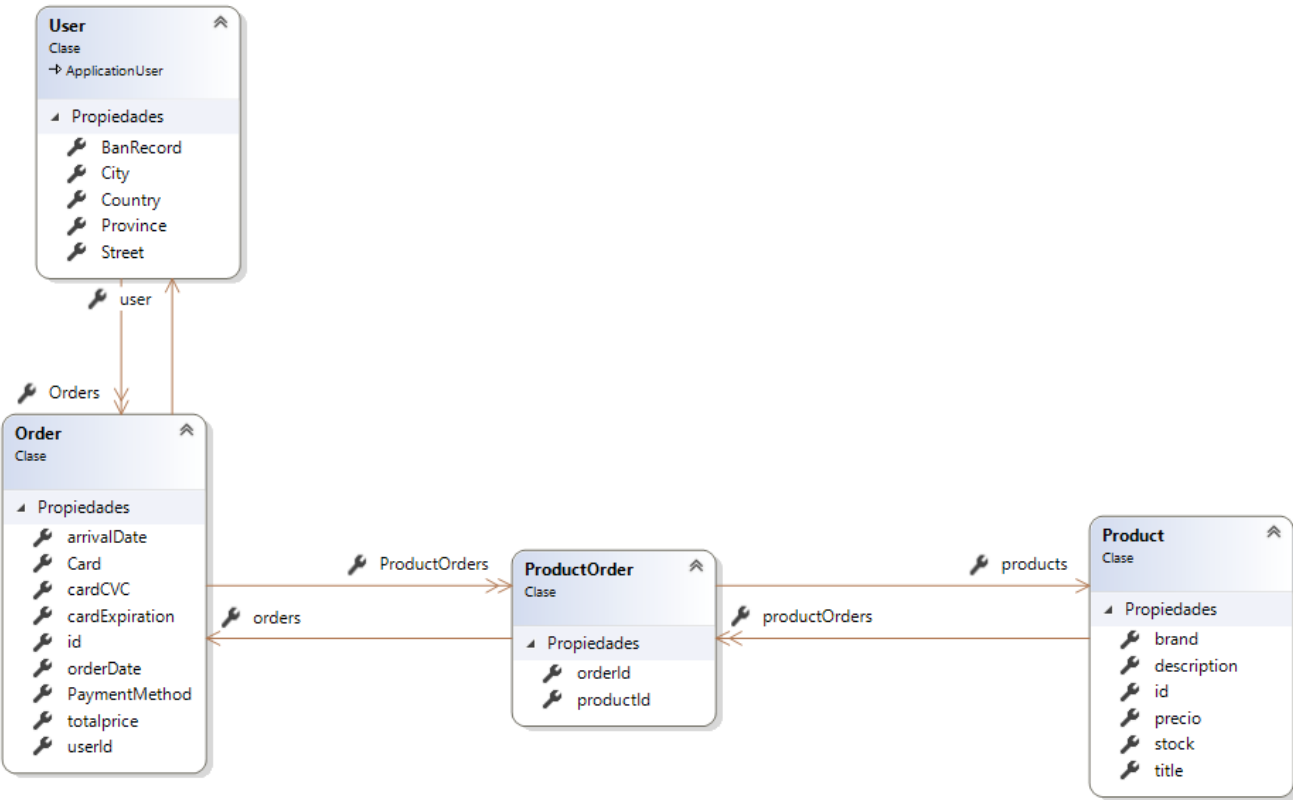 User
Clase
ApplicationUser
Propiedades
BanRecord
City
Country
Province
Street
user
Orders
Order
Clase
Propiedades
arrivalDate
Card
cardCVC
cardExpiration
id
orderDate
PaymentMethod
totalprice
userId
ProductOrders
orders
ProductOrder
Clase
Propiedades
orderId
productId
products
productOrders
Product
Clase
Propiedades
brand
description
id
precio
stock
title